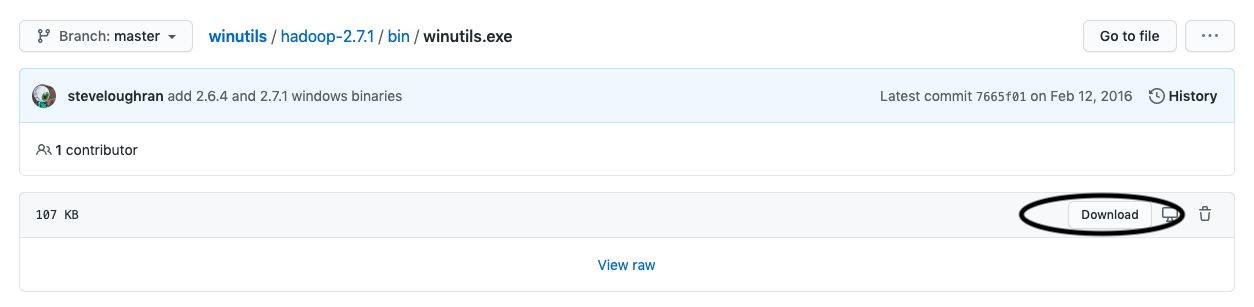 Branch: master winutils / hadoop-2.7.1 / bin / winutils.exe Go to file ...
steveloughran add 2.6.4 and 2.7.1 windows binaries Latest commit 7665f01 on Feb 12, 2016 History
1 contributor
107 KB Download
View raw